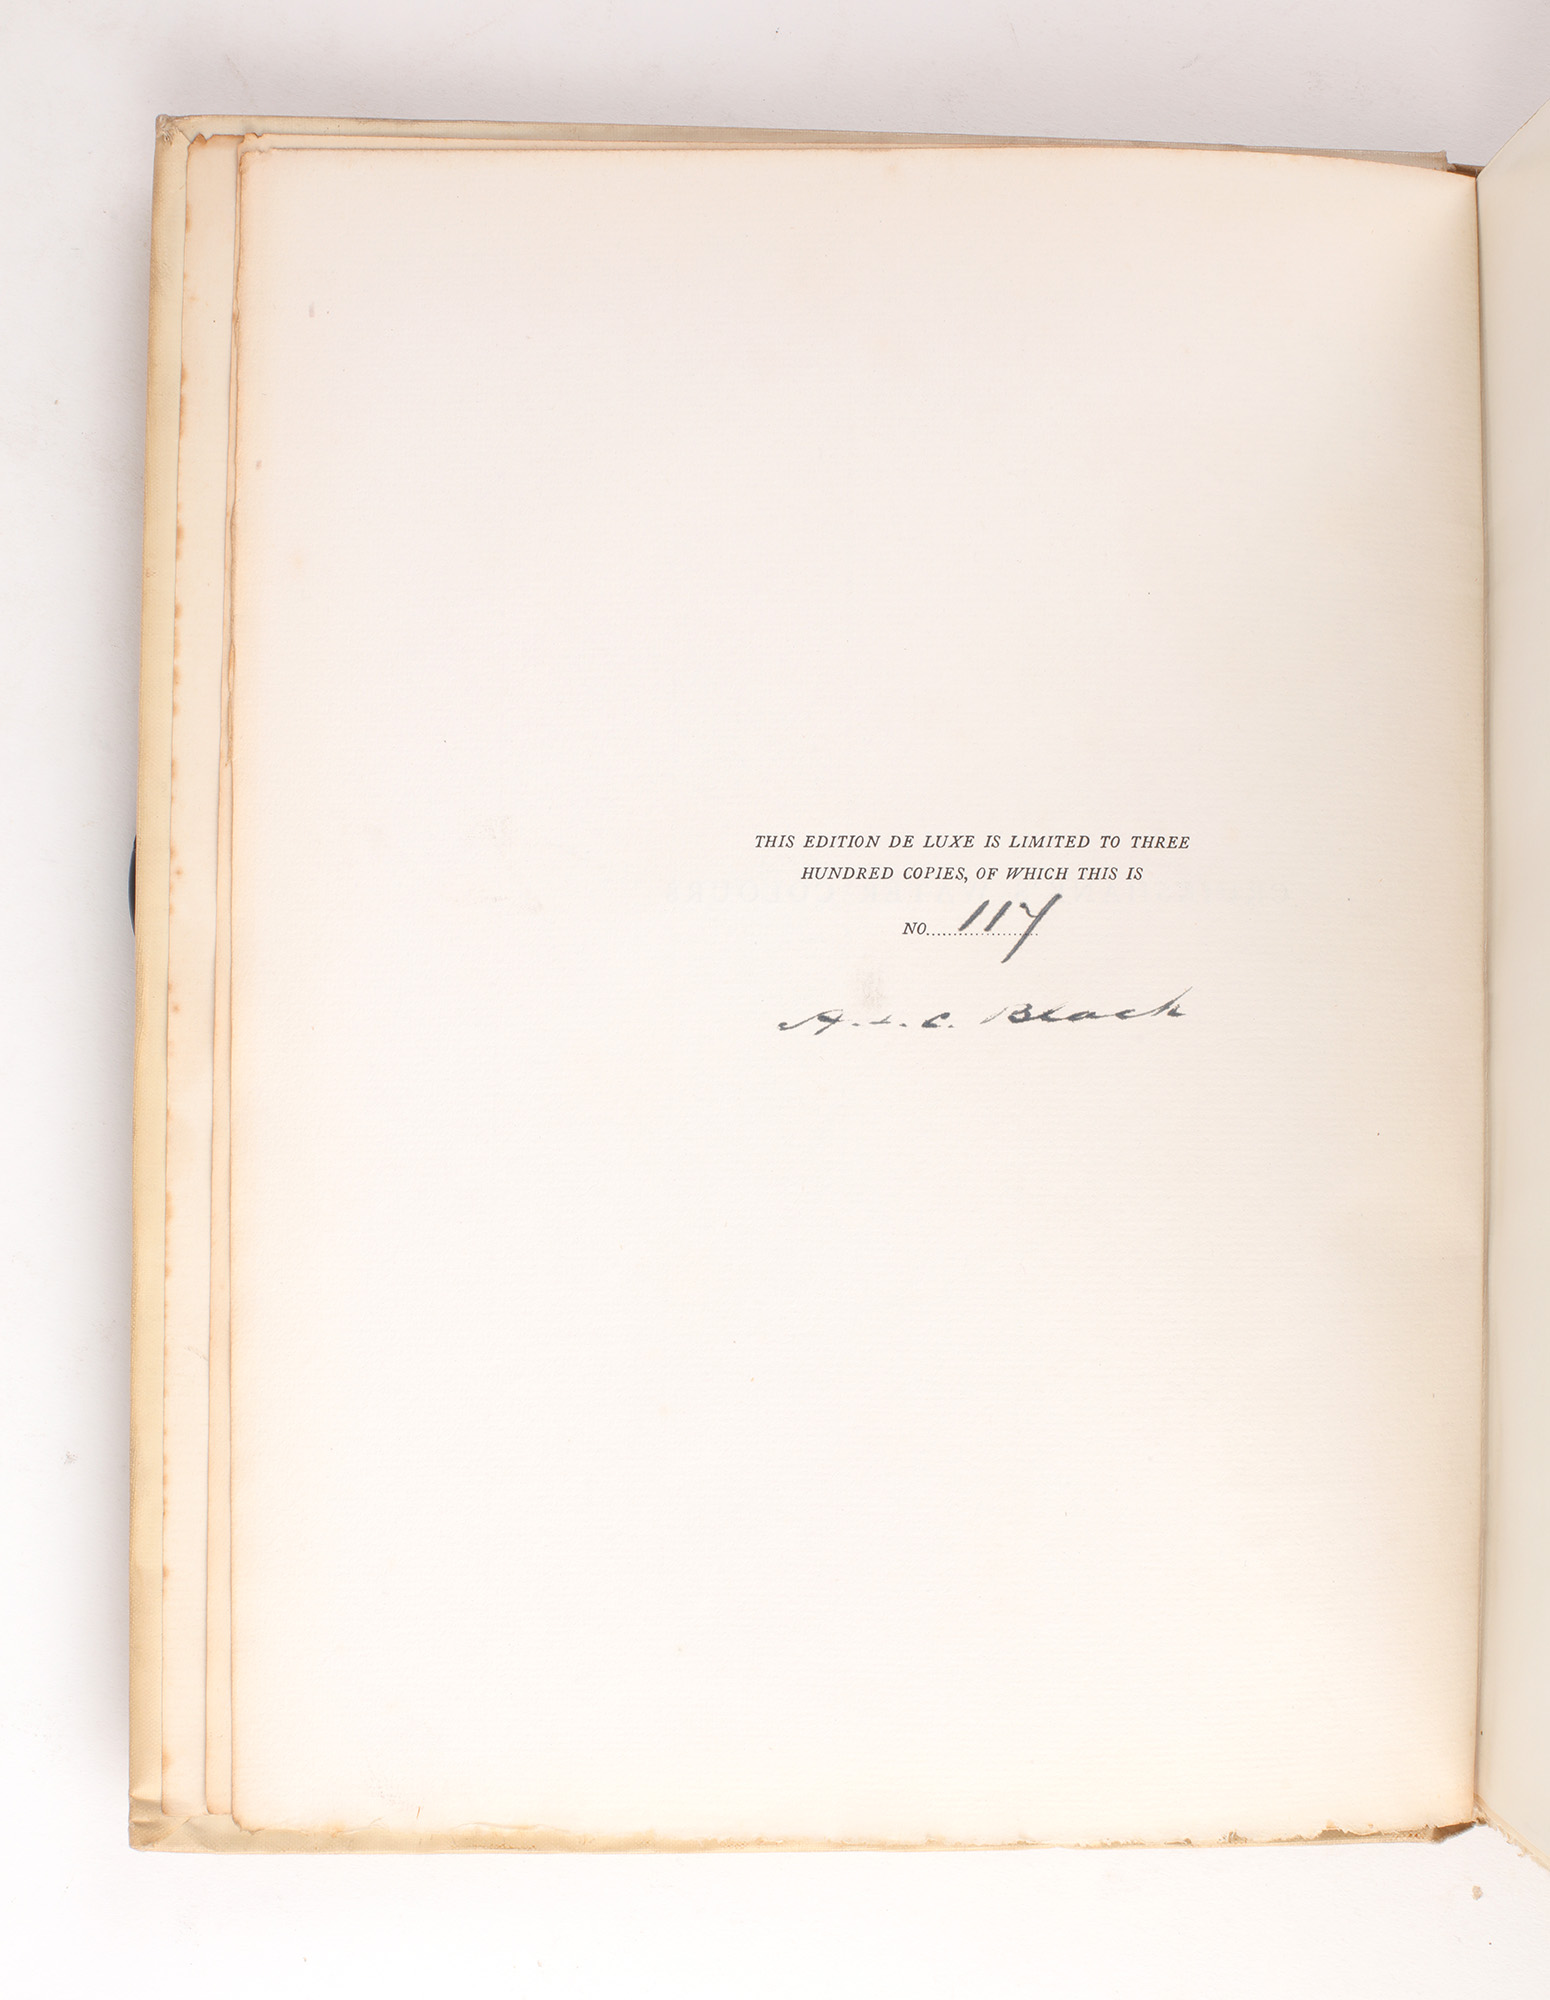 THIS EDITION DE LUXE IS LIMITED TO THREE
HUNDRED COPIES, OF WHICH THIS IS
NO.....................117
A. & C. Black